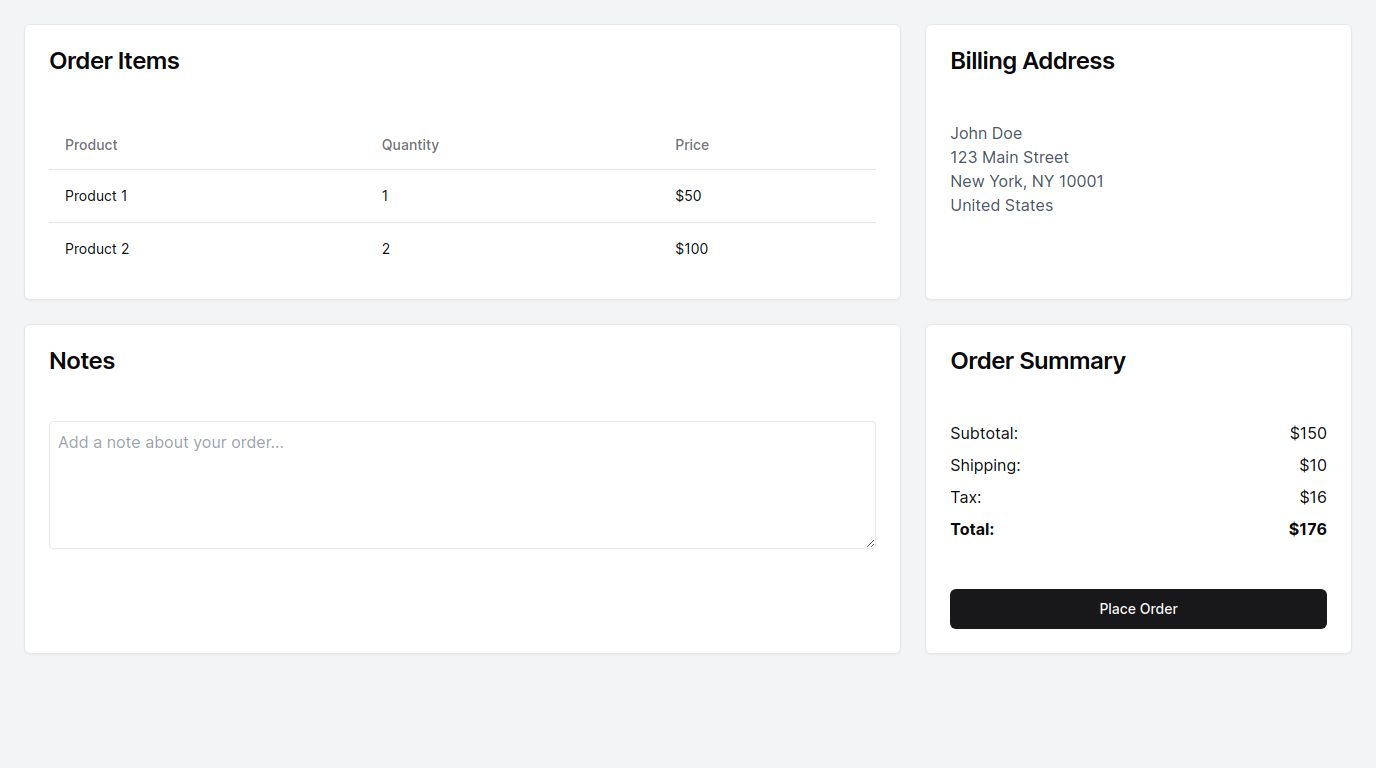 Order Items
Product Quantity Price
Product 1 1 $50
Product 2 2 $100
Billing Address
John Doe
123 Main Street
New York, NY 10001
United States
Notes
Add a note about your order...
Order Summary
Subtotal: $150
Shipping: $10
Tax: $16
Total: $176
Place Order